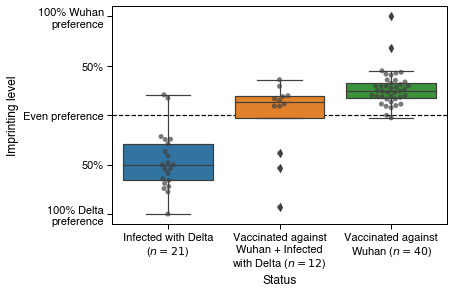 100% Wuhan
preference
50%
Even preference
50%
100% Delta
preference
Imprinting level
Infected with Delta
(n = 21)
Vaccinated against
Wuhan + Infected
with Delta (n = 12)
Vaccinated against
Wuhan (n = 40)
Status